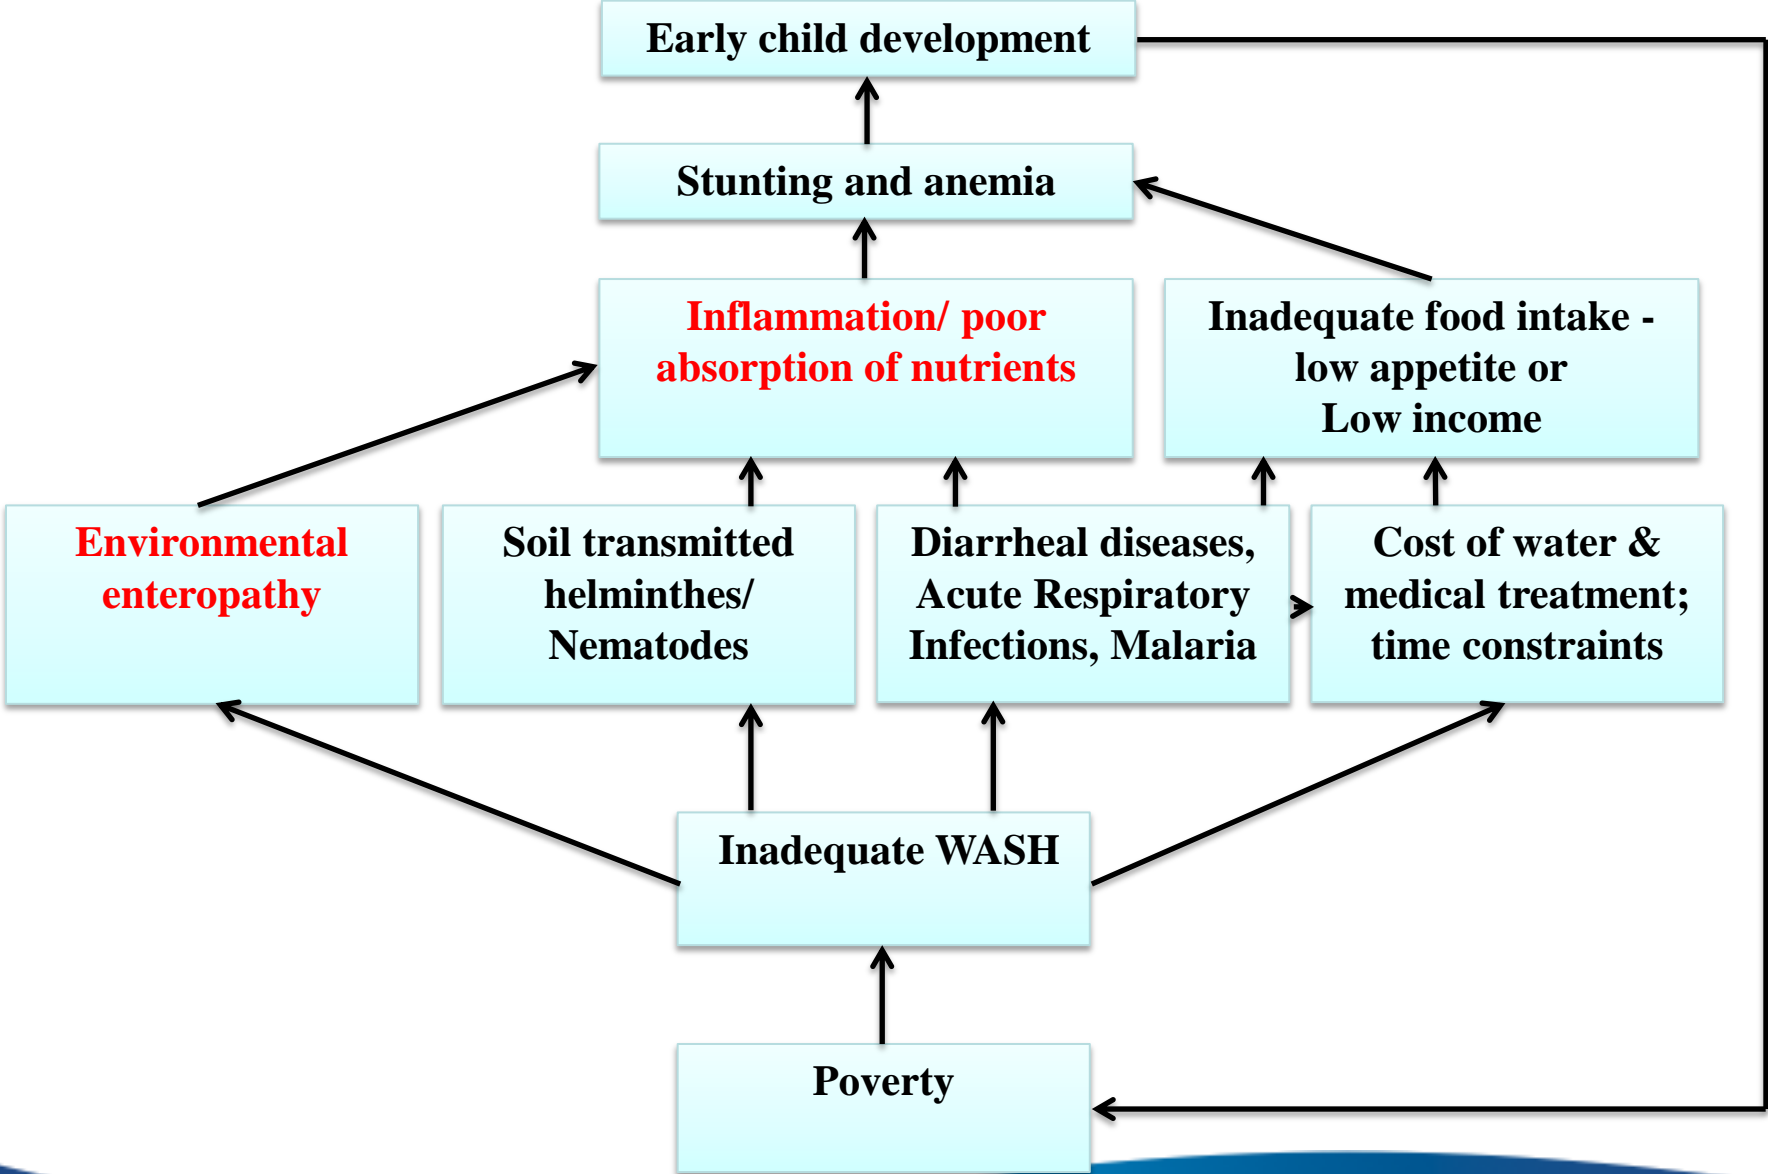 Early child development
Stunting and anemia
Inflammation/ poor
absorption of nutrients
Inadequate food intake -
low appetite or
Low income
Environmental
enteropathy
Soil transmitted
helminthes/
Nematodes
Diarrheal diseases,
Acute Respiratory
Infections, Malaria
Cost of water &
medical treatment;
time constraints
Inadequate WASH
Poverty